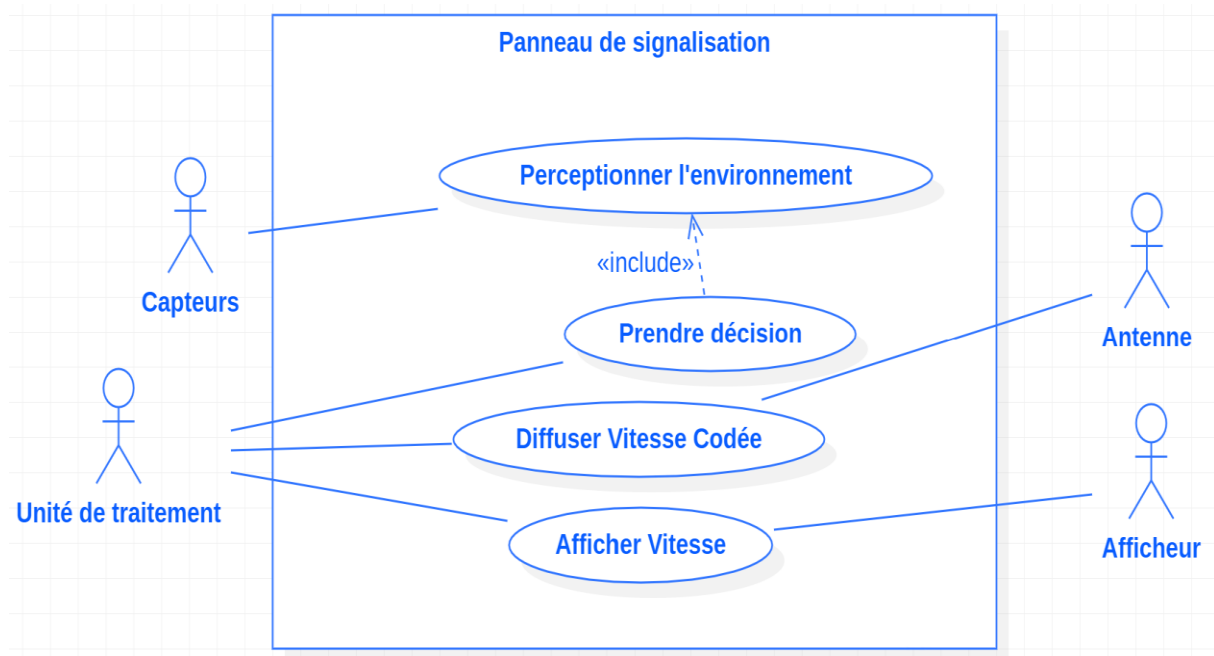 Panneau de signalisation
Perceptionner l'environnement
«include»
Capteurs
Prendre décision
Antenne
Diffuser Vitesse Codée
Unité de traitement
Afficher Vitesse
Afficheur